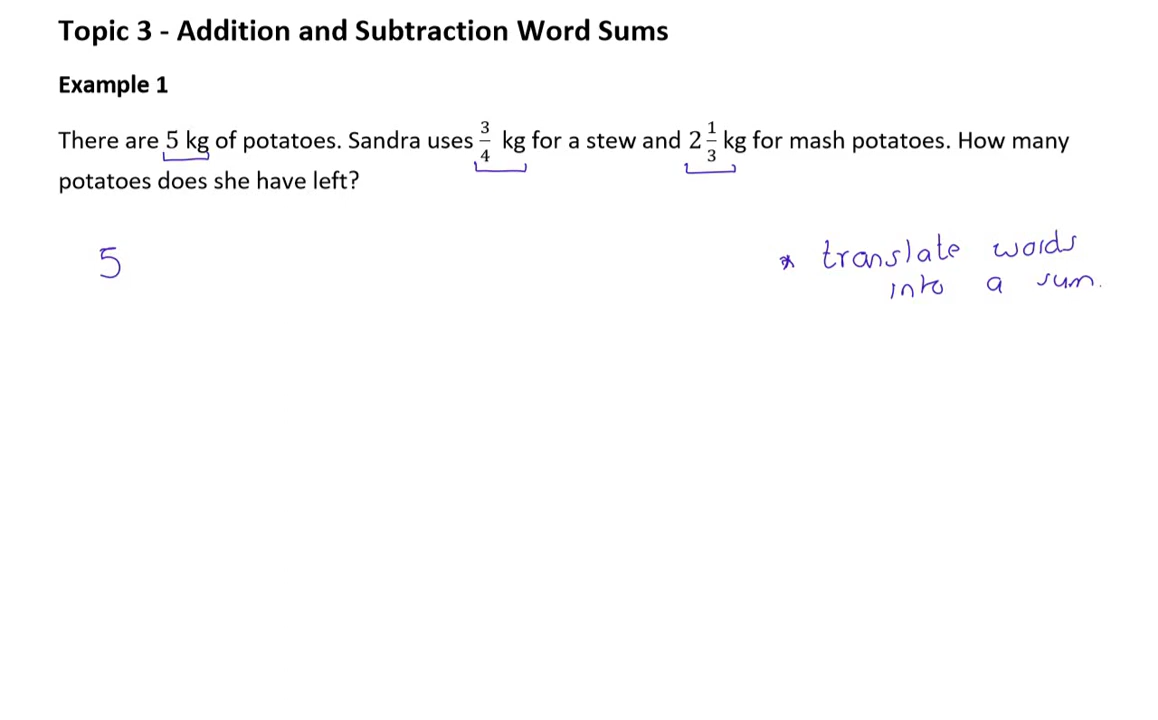 Topic 3 - Addition and Subtraction Word Sums
Example 1
There are 5 kg of potatoes. Sandra uses 3/4 kg for a stew and 2 1/3 kg for mash potatoes. How many
potatoes does she have left?
5
* translate words
into a sum.